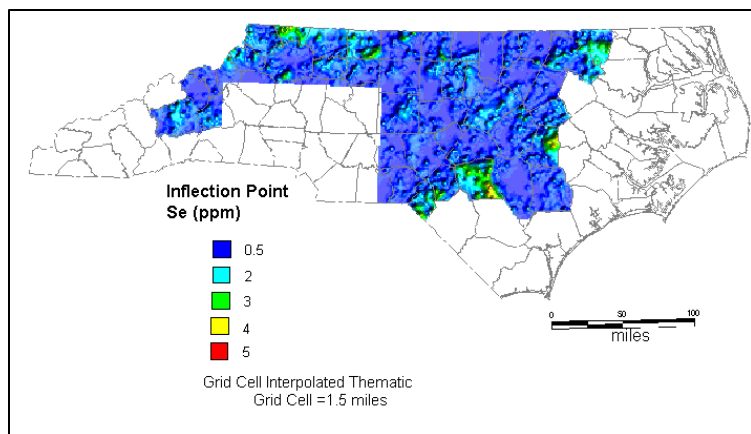 Inflection Point
Se (ppm)
0.5
2
3
4
5
Grid Cell Interpolated Thematic
Grid Cell =1.5 miles
0 50 100
miles